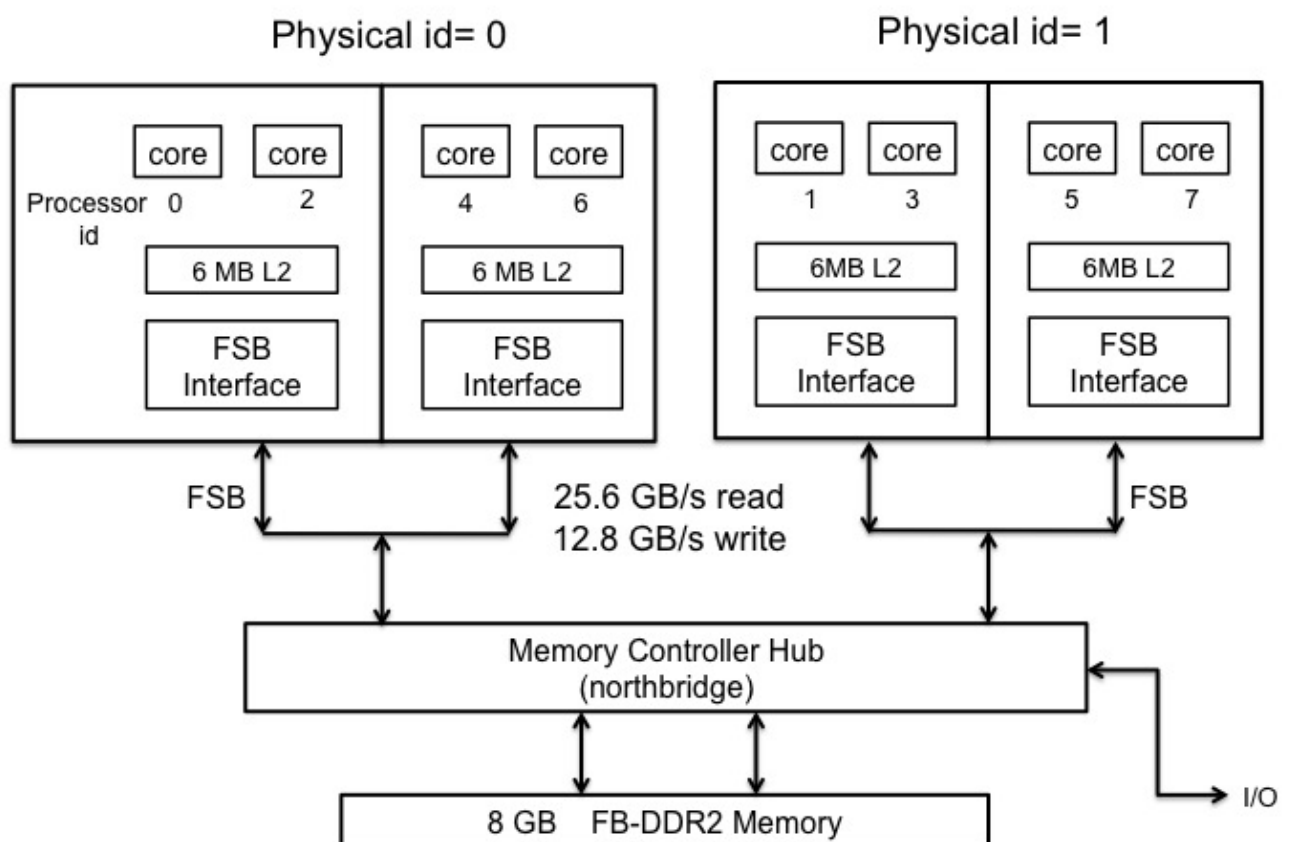 Physical id= 0
Physical id= 1
core core core core
core core core core
Processor 0 2 4 6
id
1 3 5 7
6 MB L2 6 MB L2
6MB L2 6MB L2
FSB
Interface
FSB
Interface
FSB
Interface
FSB
Interface
FSB
25.6 GB/s read
12.8 GB/s write
FSB
Memory Controller Hub
(northbridge)
I/O
8 GB FB-DDR2 Memory